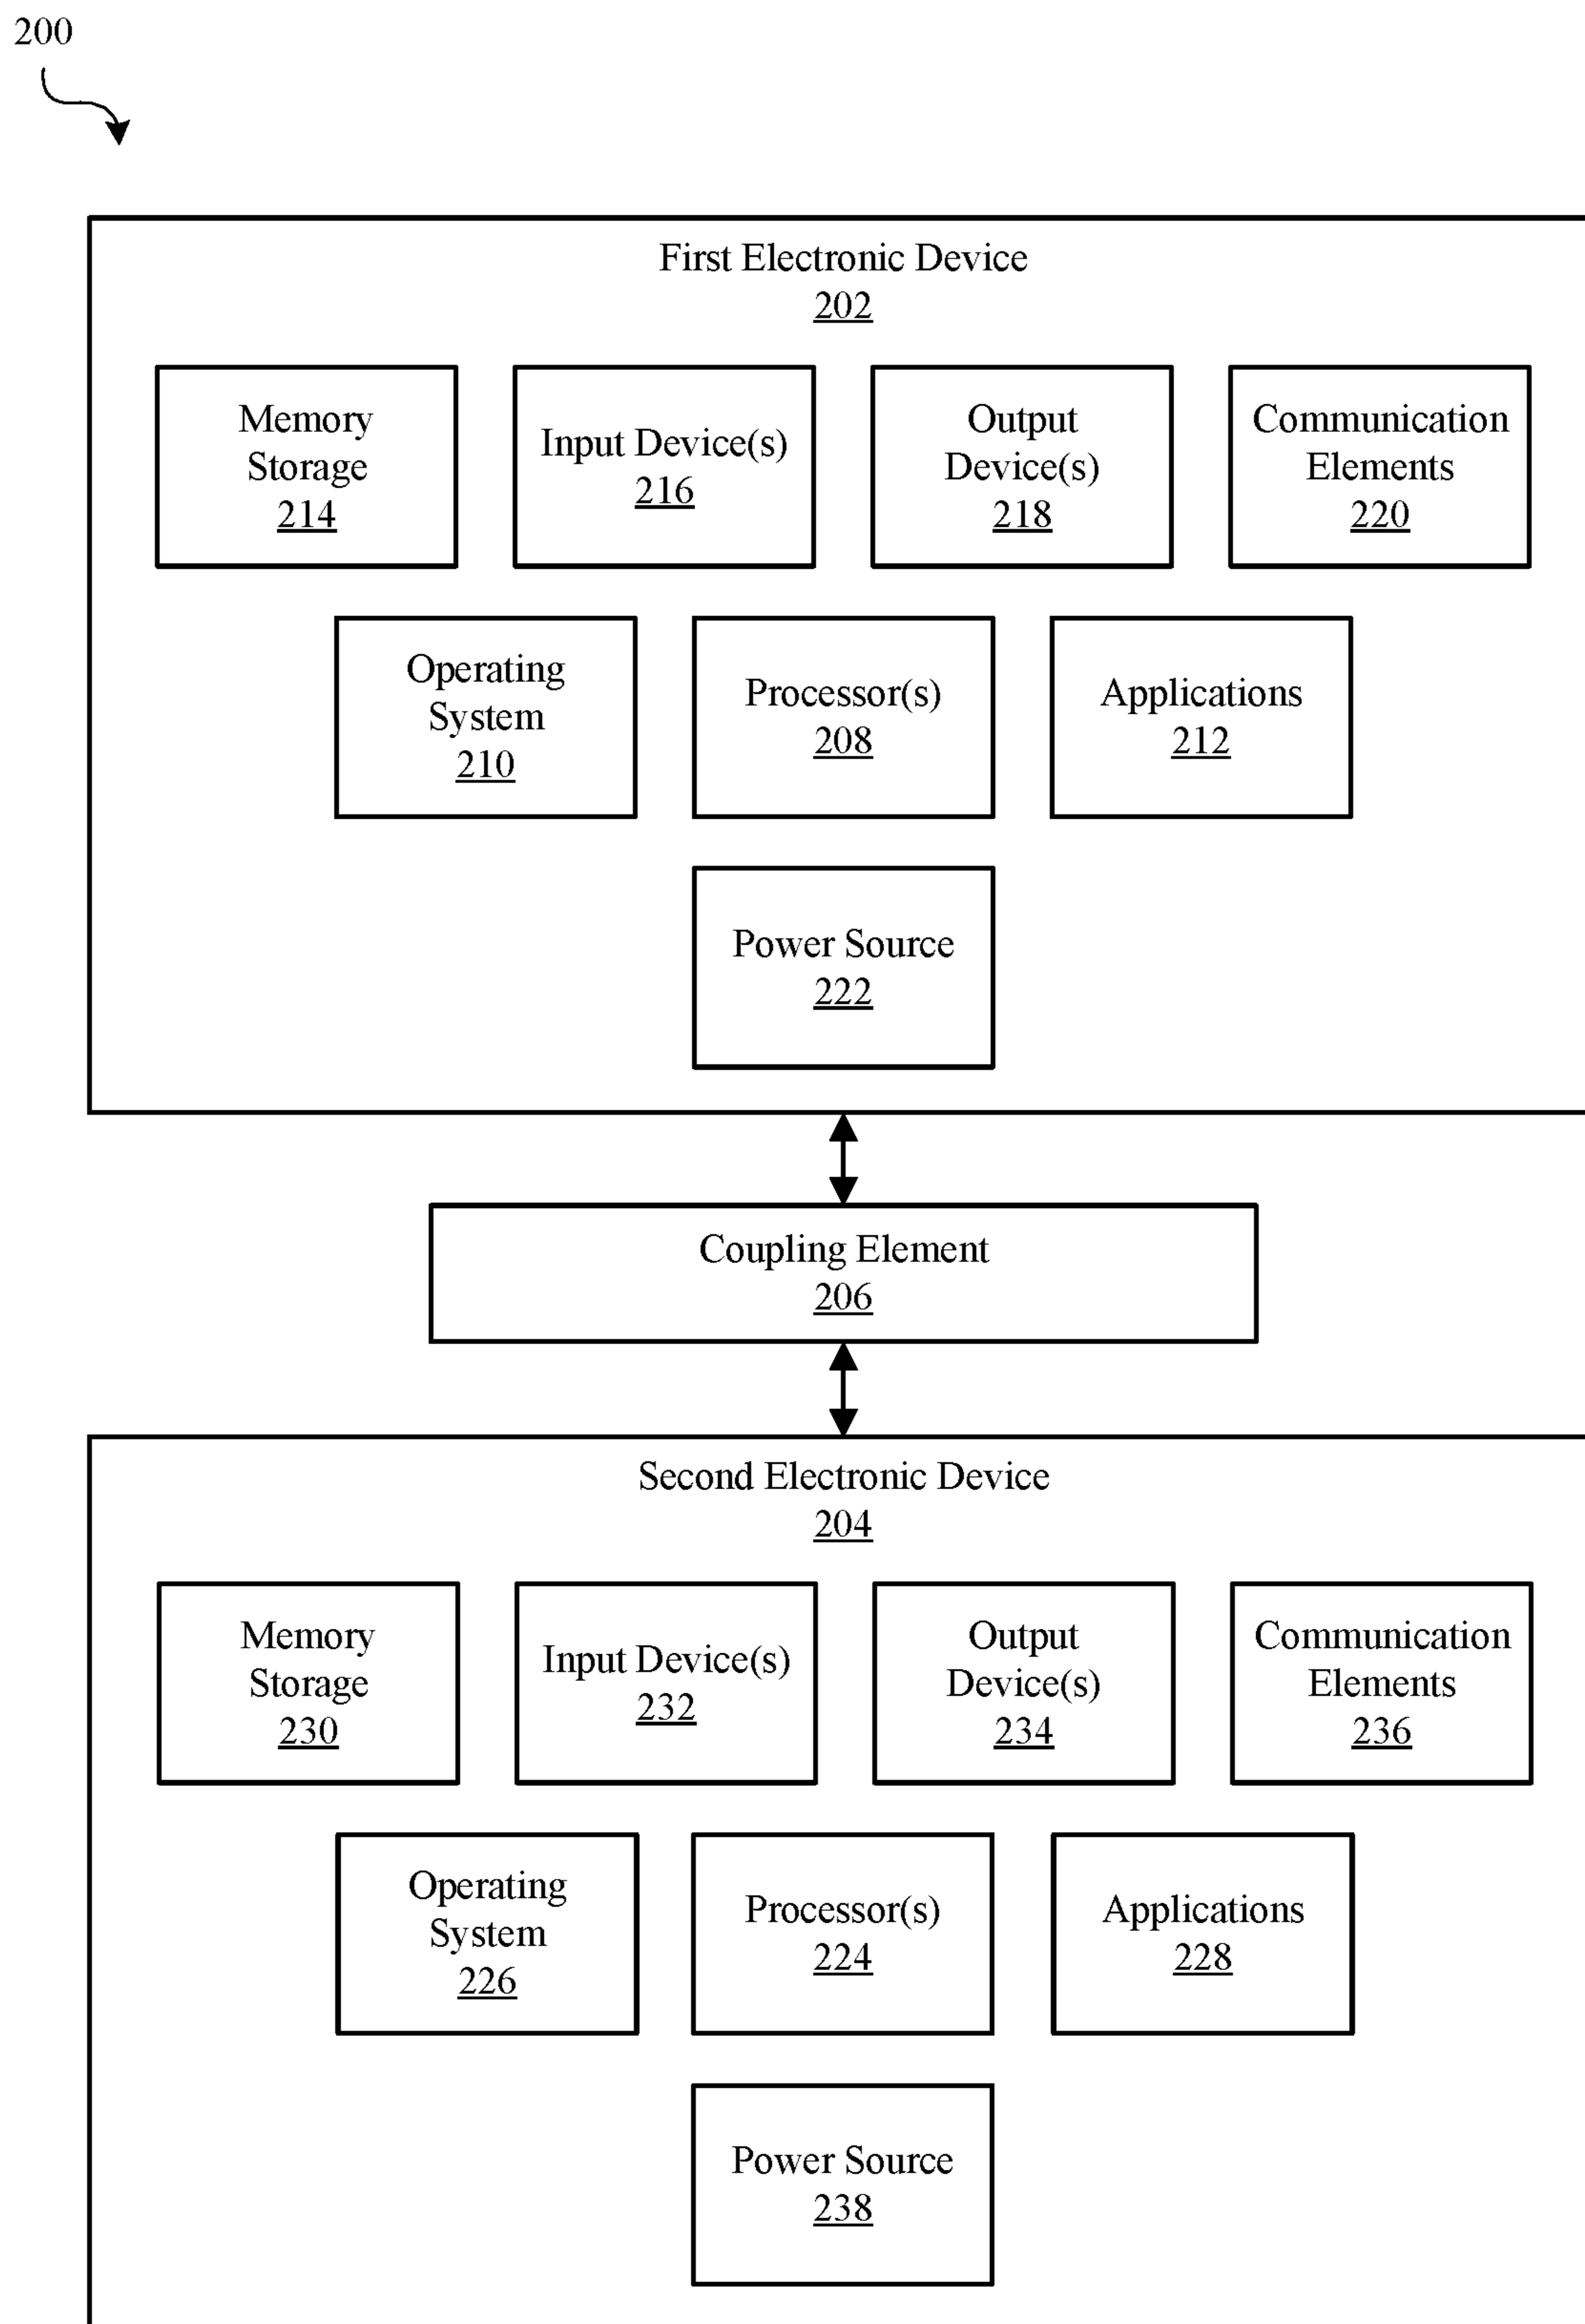 200
First Electronic Device
202
Memory
Storage
214
Input Device(s)
216
Output
Device(s)
218
Communication
Elements
220
Operating
System
210
Processor(s)
208
Applications
212
Power Source
222
Coupling Element
206
Second Electronic Device
204
Memory
Storage
230
Input Device(s)
232
Output
Device(s)
234
Communication
Elements
236
Operating
System
226
Processor(s)
224
Applications
228
Power Source
238